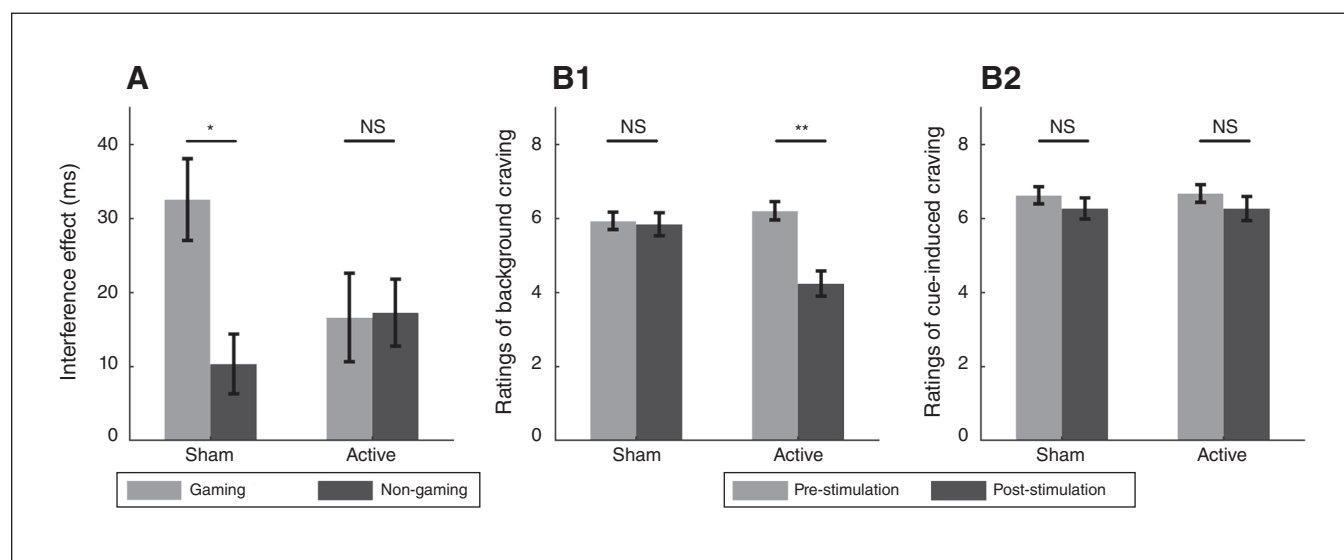 A
Interference effect (ms)
40
30
20
10
0
*
NS
Sham
Active
Gaming
Non-gaming
B1
Ratings of background craving
8
6
4
2
0
NS
**
Sham
Active
B2
Ratings of cue-induced craving
8
6
4
2
0
NS
NS
Sham
Active
Pre-stimulation
Post-stimulation